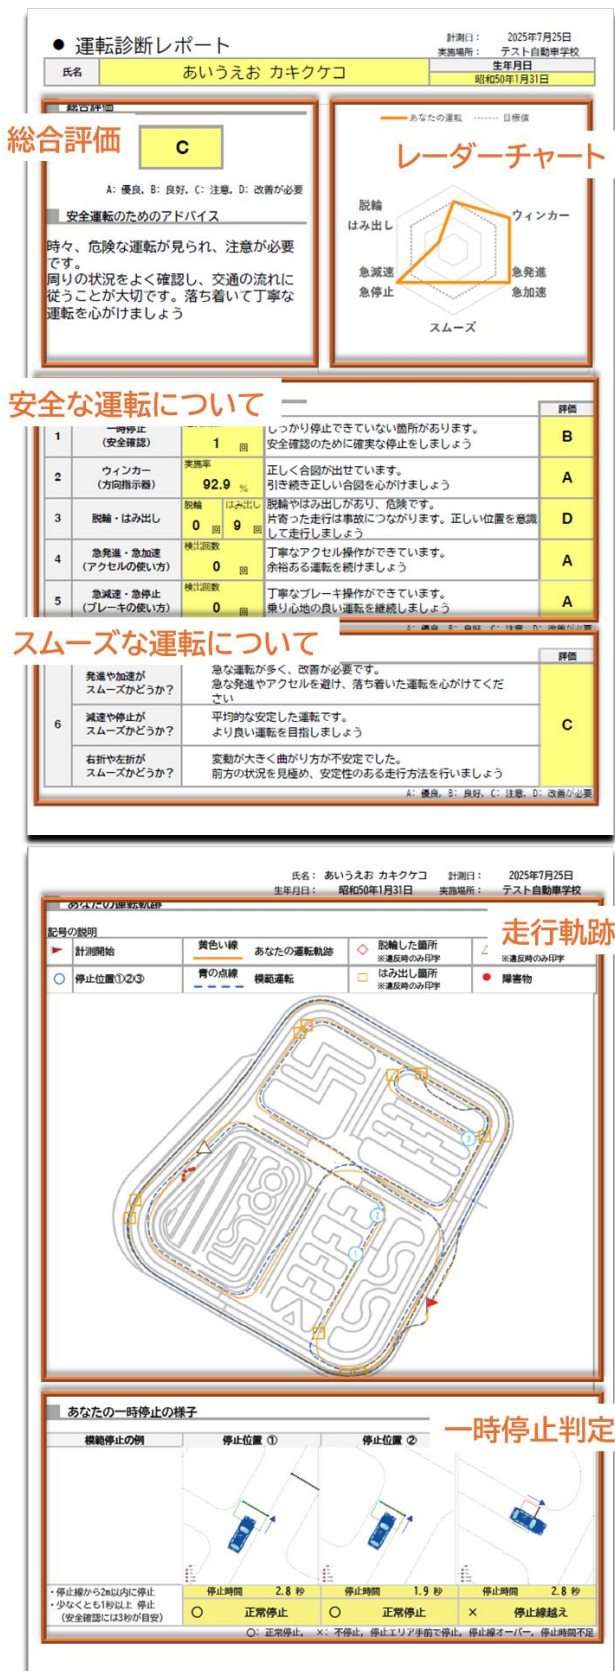 ● 運転診断レポート
計測日： 2025年7月25日
実施場所： テスト自動車学校
氏名 あいうえお カキクケコ
生年月日
昭和50年1月31日
総合評価
総合評価
C
A: 優良, B: 良好, C: 注意, D: 改善が必要
安全運転のためのアドバイス
時々、危険な運転が見られ、注意が必要
です。
周りの状況をよく確認し、交通の流れに
従うことが大切です。落ち着いて丁寧な
運転を心がけましょう
あなたの運転 目標値
レーダーチャート
脱輪
はみ出し
ウィンカー
急減速
急停止
急発進
急加速
スムーズ
安全な運転について
評価
1
一時停止
(安全確認)
1 回
しっかり停止できていない箇所があります。
安全確認のために確実な停止をしましょう
B
2
ウィンカー
(方向指示器)
実施率
92.9 %
正しく合図が出せています。
引き続き正しい合図を心がけましょう
A
3
脱輪・はみ出し
脱輪 はみ出し
0 回 9 回
脱輪やはみ出しがあり、危険です。
片寄った走行は事故につながります。正しい位置を意識
して走行しましょう
D
4
急発進・急加速
(アクセルの使い方)
検出回数
0 回
丁寧なアクセル操作ができています。
余裕ある運転を続けましょう
A
5
急減速・急停止
(ブレーキの使い方)
検出回数
0 回
丁寧なブレーキ操作ができています。
乗り心地の良い運転を継続しましょう
A
A: 優良, B: 良好, C: 注意, D: 改善が必要
スムーズな運転について
評価
6
発進や加速が
スムーズかどうか？
急な運転が多く、改善が必要です。
急な発進やアクセルを避け、落ち着いた運転を心がけてくだ
さい
減速や停止が
スムーズかどうか？
平均的な安定した運転です。
より良い運転を目指しましょう
右折や左折が
スムーズかどうか？
変動が大きく曲がり方が不安定でした。
前方の状況を見極め、安定性のある走行方法を行いましょう
C
A: 優良, B: 良好, C: 注意, D: 改善が必要
氏名： あいうえお カキクケコ 計測日： 2025年7月25日
生年月日： 昭和50年1月31日 実施場所： テスト自動車学校
あなたの運転軌跡
走行軌跡
記号の説明
計測開始
黄色い線 あなたの運転軌跡
脱輪した箇所
※違反時のみ印字
※違反時のみ印字
停止位置①②③
青の点線 模範運転
はみ出し箇所
※違反時のみ印字
障害物
3
2
1
あなたの一時停止の様子
一時停止判定
模範停止の例 停止位置 ① 停止位置 ②
・停止線から2m以内に停止
・少なくとも1秒以上 停止
(安全確認には3秒が目安)
停止時間 2.8 秒 停止時間 1.9 秒 停止時間 2.8 秒
○ 正常停止 ○ 正常停止 × 停止線越え
○: 正常停止, ×: 不停止, 停止エリア手前で停止, 停止線オーバー, 停止時間不足